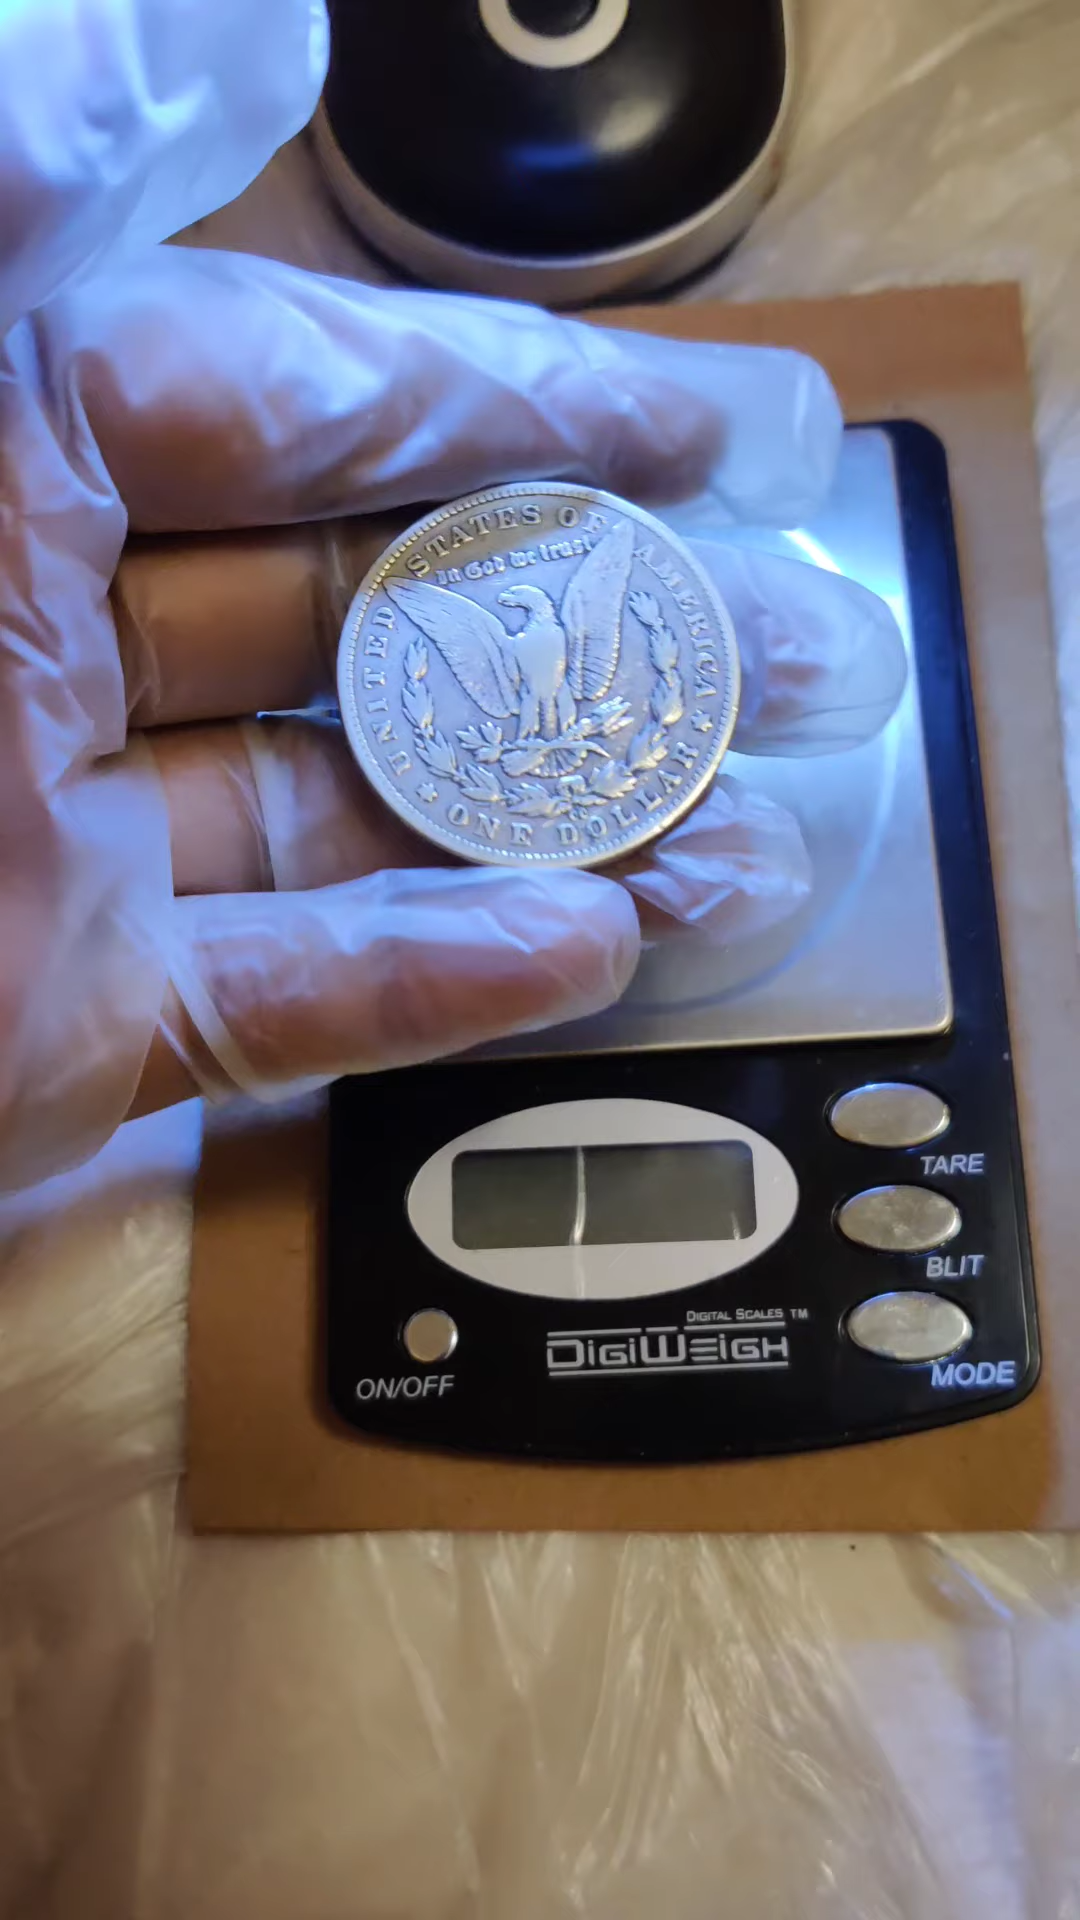 UNITED STATES OF AMERICA
In God we trust
ONE DOLLAR
CC
TARE
BLIT
MODE
DIGITAL SCALES ™
DIGIWEIGH
ON/OFF